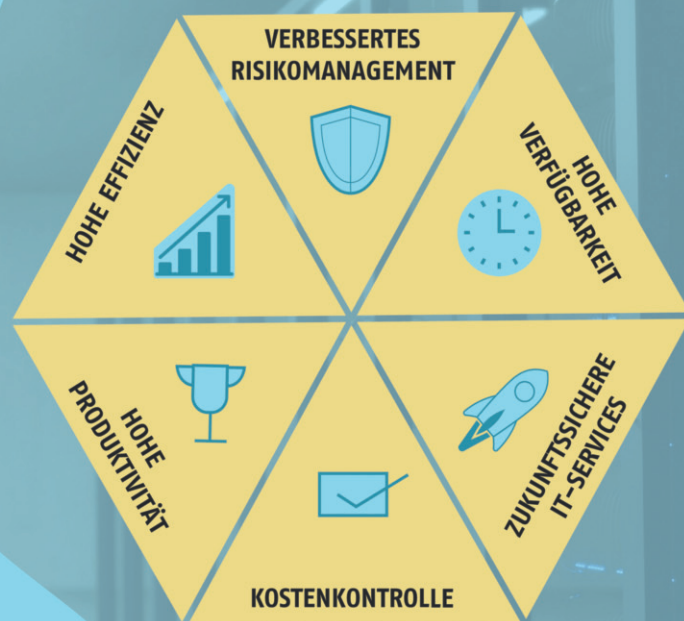 VERBESSERTES
RISIKOMANAGEMENT
HOHE
VERFÜGBARKEIT
ZUKUNFTSSICHERE
IT-SERVICES
KOSTENKONTROLLE
HOHE
PRODUKTIVITÄT
HOHE EFFIZIENZ